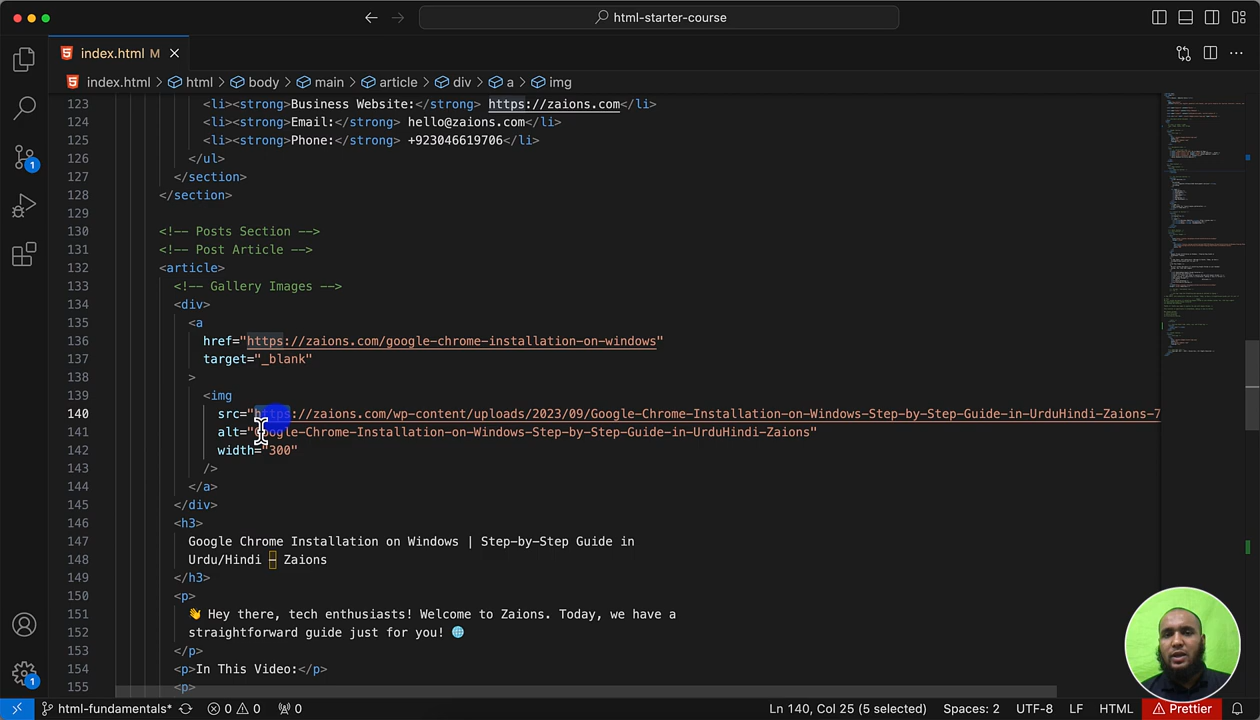 html-starter-course
index.html M
index.html > html > body > main > article > div > a > img
123 <li><strong>Business Website:</strong> https://zaions.com</li>
124 <li><strong>Email:</strong> hello@zaions.com</li>
125 <li><strong>Phone:</strong> +923046619706</li>
126 </ul>
127 </section>
128 </section>
129
130 <!-- Posts Section -->
131 <!-- Post Article -->
132 <article>
133 <!-- Gallery Images -->
134 <div>
135 <a
136 href="https://zaions.com/google-chrome-installation-on-windows"
137 target="_blank"
138 >
139 <img
140 src="https://zaions.com/wp-content/uploads/2023/09/Google-Chrome-Installation-on-Windows-Step-by-Step-Guide-in-UrduHindi-Zaions-7
141 alt="Google-Chrome-Installation-on-Windows-Step-by-Step-Guide-in-UrduHindi-Zaions"
142 width="300"
143 />
144 </a>
145 </div>
146 <h3>
147 Google Chrome Installation on Windows | Step-by-Step Guide in
148 Urdu/Hindi – Zaions
149 </h3>
150 <p>
151 👋 Hey there, tech enthusiasts! Welcome to Zaions. Today, we have a
152 straightforward guide just for you! 🌐
153 </p>
154 <p>In This Video:</p>
155 <p>
1
1
html-fundamentals* 0 0 0 Ln 140, Col 25 (5 selected) Spaces: 2 UTF-8 LF HTML Prettier